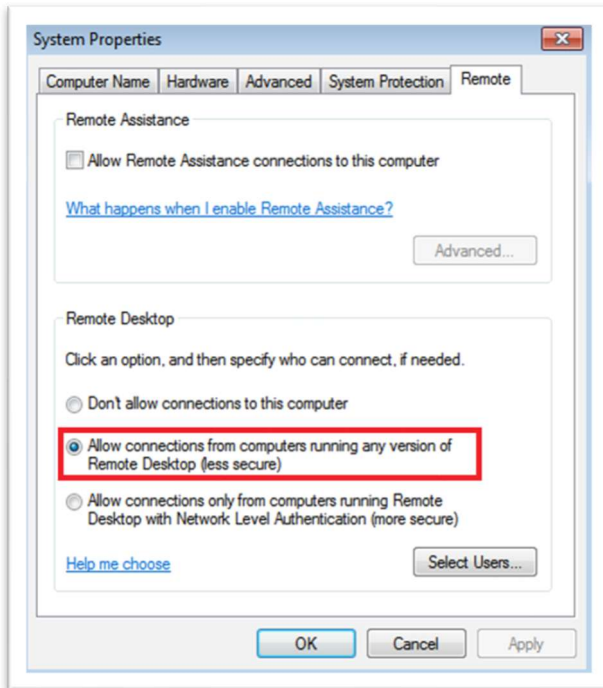 System Properties
Computer Name Hardware Advanced System Protection Remote
Remote Assistance
Allow Remote Assistance connections to this computer
What happens when I enable Remote Assistance?
Advanced...
Remote Desktop
Click an option, and then specify who can connect, if needed.
Don't allow connections to this computer
Allow connections from computers running any version of
Remote Desktop (less secure)
Allow connections only from computers running Remote
Desktop with Network Level Authentication (more secure)
Help me choose
Select Users...
OK Cancel Apply